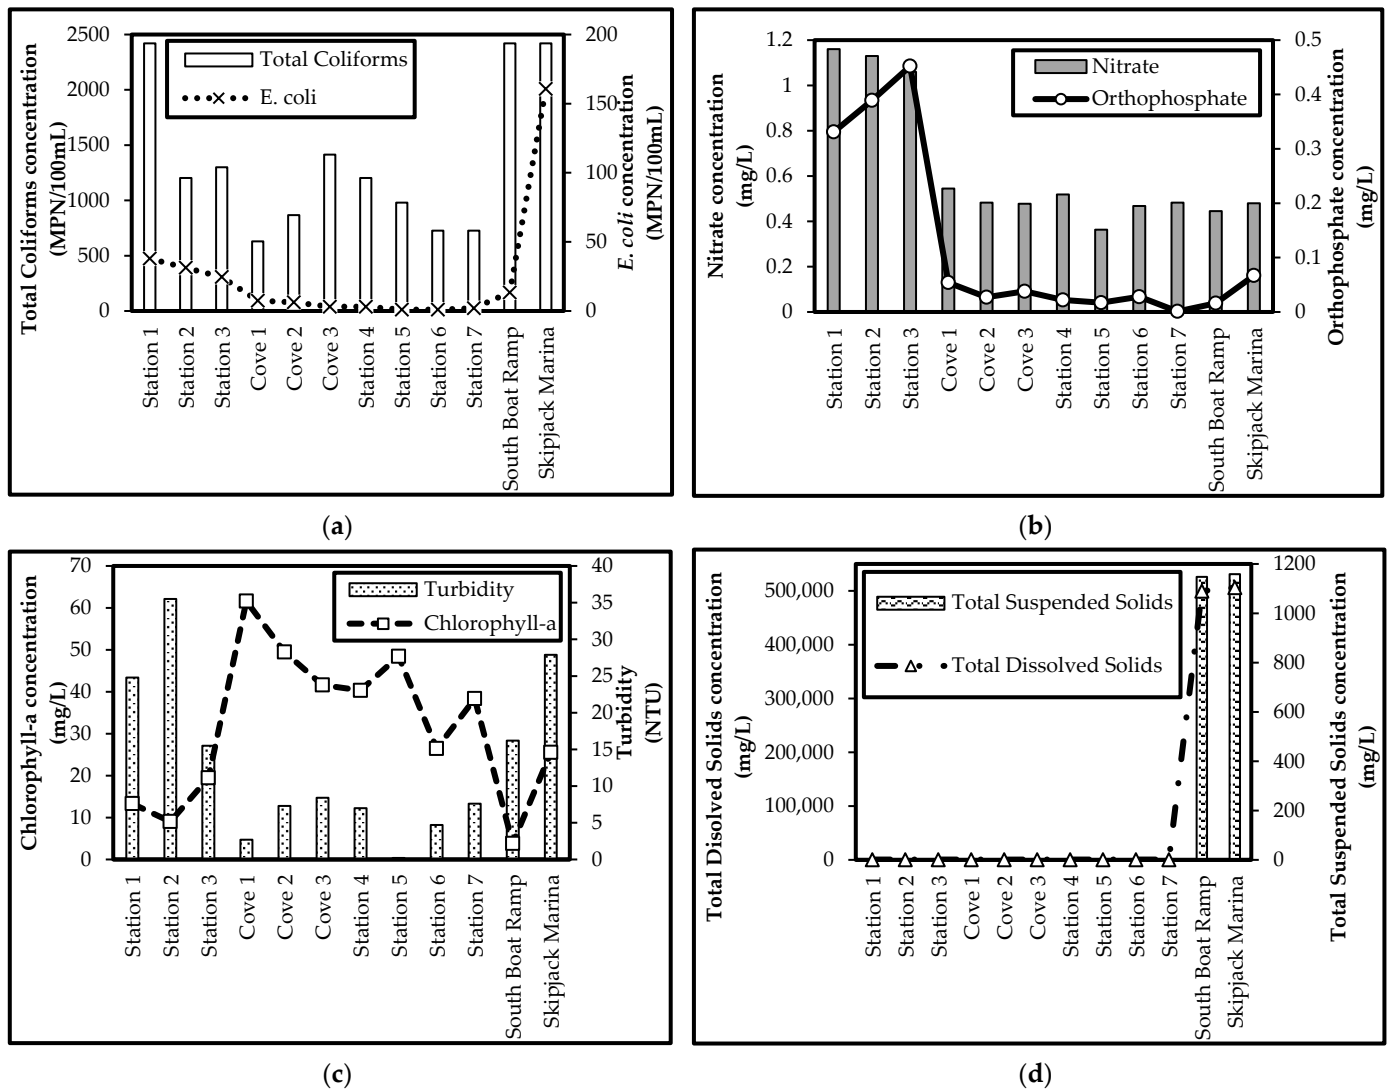 2500
2000
1500
1000
500
0
200
150
100
50
0
Total Coliforms concentration
(MPN/100mL)
E. coli concentration
(MPN/100mL)
Total Coliforms
E. coli
Station 1
Station 2
Station 3
Cove 1
Cove 2
Cove 3
Station 4
Station 5
Station 6
Station 7
South Boat Ramp
Skipjack Marina
(a)
1.2
1
0.8
0.6
0.4
0.2
0
0.5
0.4
0.3
0.2
0.1
0
Nitrate concentration
(mg/L)
Orthophosphate concentration
(mg/L)
Nitrate
Orthophosphate
Station 1
Station 2
Station 3
Cove 1
Cove 2
Cove 3
Station 4
Station 5
Station 6
Station 7
South Boat Ramp
Skipjack Marina
(b)
70
60
50
40
30
20
10
0
40
35
30
25
20
15
10
5
0
Chlorophyll-a concentration
(mg/L)
Turbidity
(NTU)
Turbidity
Chlorophyll-a
Station 1
Station 2
Station 3
Cove 1
Cove 2
Cove 3
Station 4
Station 5
Station 6
Station 7
South Boat Ramp
Skipjack Marina
(c)
500,000
400,000
300,000
200,000
100,000
0
1200
1000
800
600
400
200
0
Total Disolved Solids concentration
(mg/L)
Total Suspended Solids concentration
(mg/L)
Total Suspended Solids
Total Dissolved Solids
Station 1
Station 2
Station 3
Cove 1
Cove 2
Cove 3
Station 4
Station 5
Station 6
Station 7
South Boat Ramp
Skipjack Marina
(d)